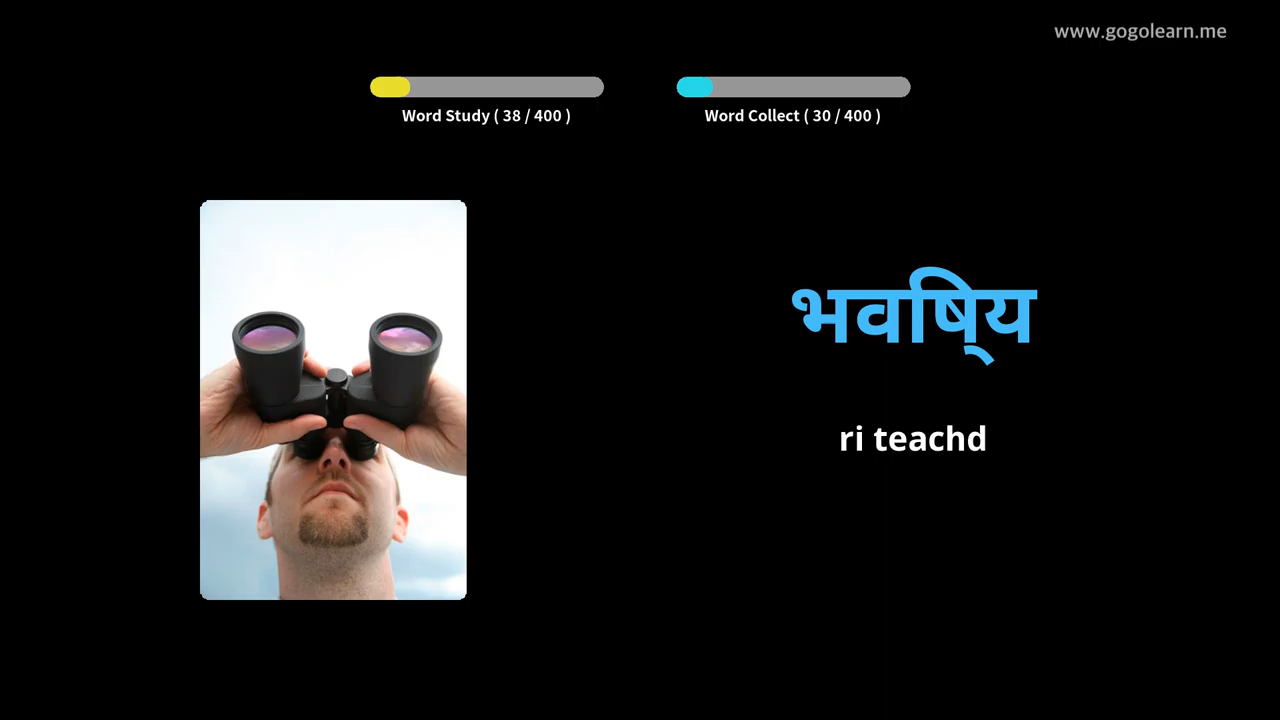 www.gogolearn.me
Word Study ( 38 / 400 )
Word Collect ( 30 / 400 )
भविष्य
ri teachd